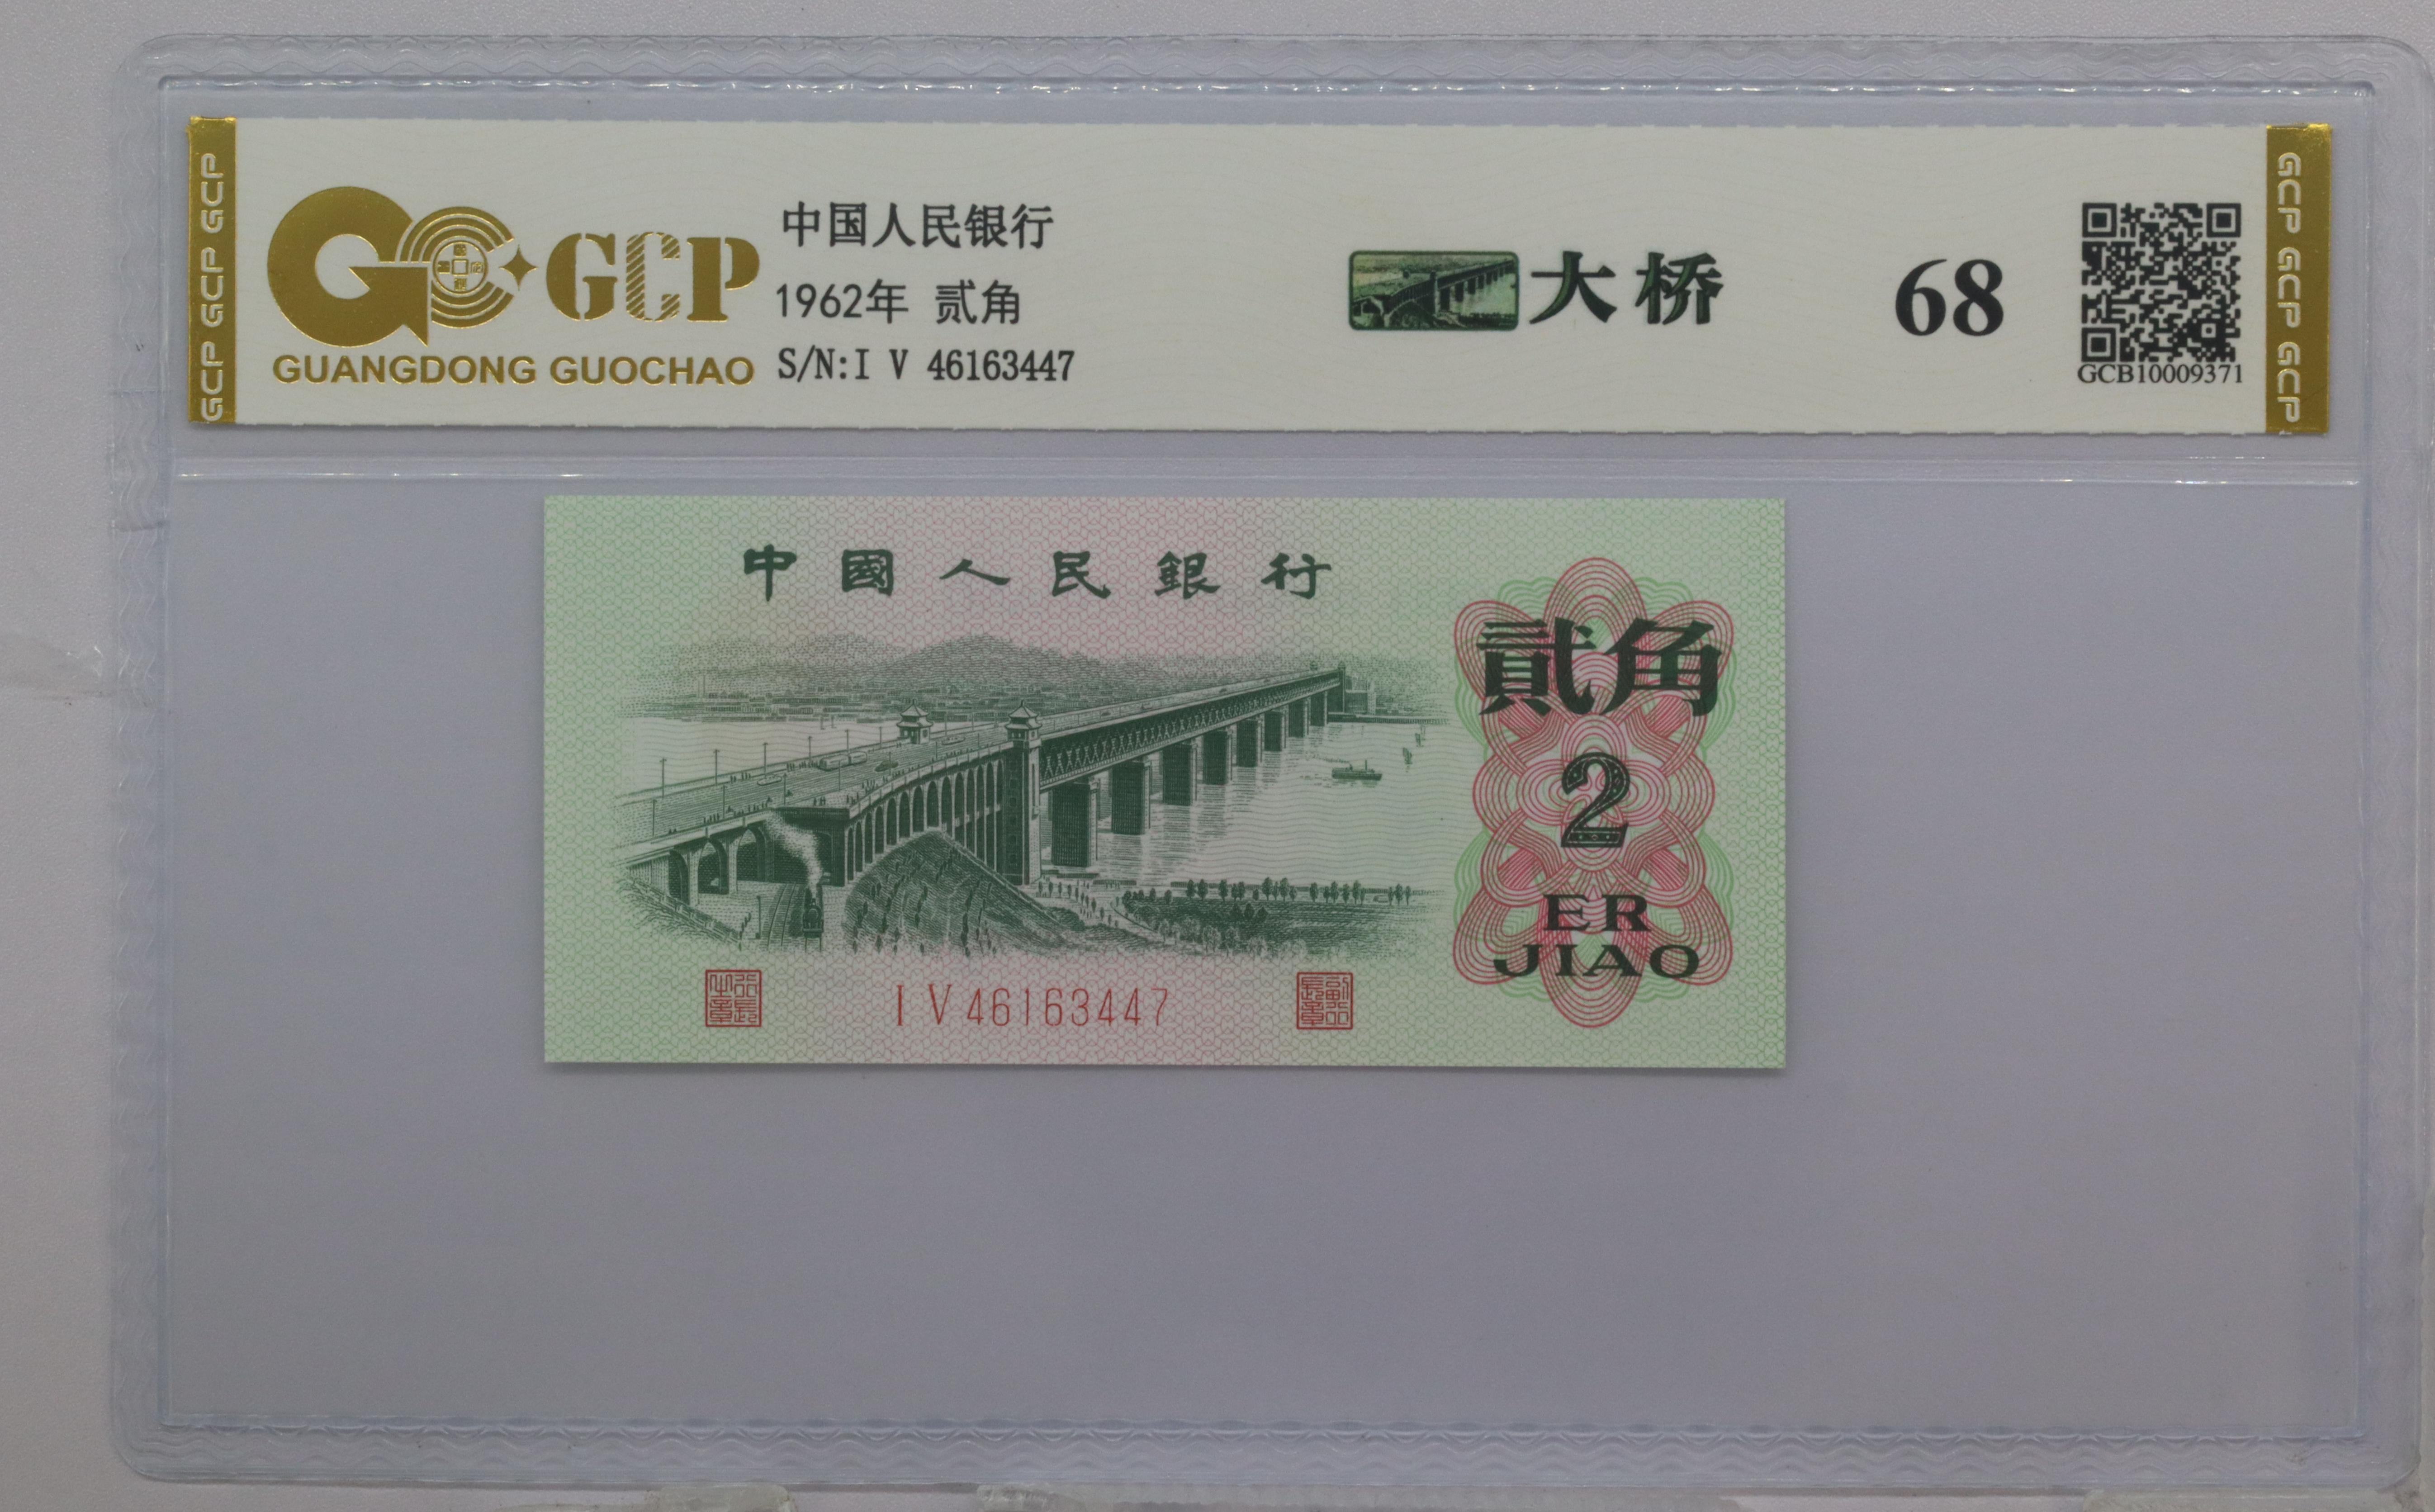 GCP GCP GCP
GCP
GUANGDONG GUOCHAO
中国人民银行
1962年 贰角
S/N:I V 46163447
大桥
68
GCB10009371
GCP GCP GCP
中國人民銀行
貳角
2
ER
JIAO
I V 46163447